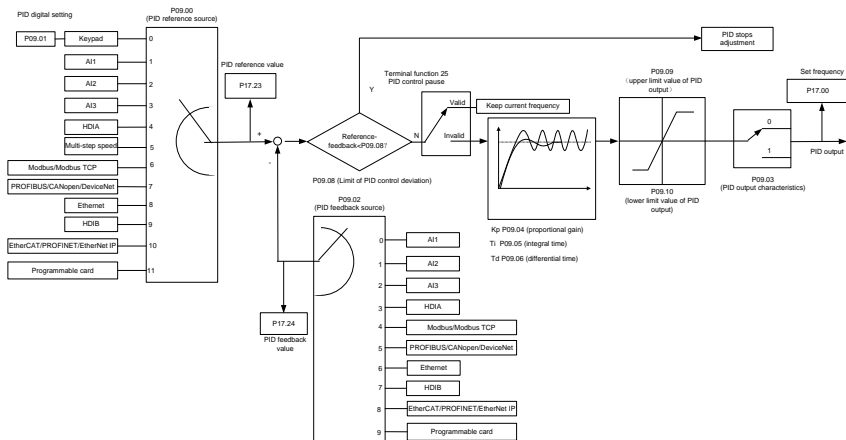 PID digital setting
P09.00
(PID reference source)
P09.01
Keypad
0
AI1
1
AI2
2
AI3
3
HDIA
4
Multi-step speed
5
Modbus/Modbus TCP
6
PROFIBUS/CANopen/DeviceNet
7
Ethernet
8
HDIB
9
EtherCAT/PROFINET/EtherNet IP
10
Programmable card
11
PID reference value
P17.23
+
-
Reference-
feedback<P09.08?
Y
N
P09.08 (Limit of PID control deviation)
PID stops
adjustment
Terminal function 25
PID control pause
Valid
Invalid
Keep current frequency
Kp P09.04 (proportional gain)
Ti P09.05 (integral time)
Td P09.06 (differential time)
P09.09
(upper limit value of PID
output)
P09.10
(lower limit value of PID
output)
0
1
P09.03
(PID output characteristics)
Set frequency
P17.00
PID output
P09.02
(PID feedback source)
P17.24
PID feedback
value
0
AI1
1
AI2
2
AI3
3
HDIA
4
Modbus/Modbus TCP
5
PROFIBUS/CANopen/DeviceNet
6
Ethernet
7
HDIB
8
EtherCAT/PROFINET/EtherNet IP
9
Programmable card